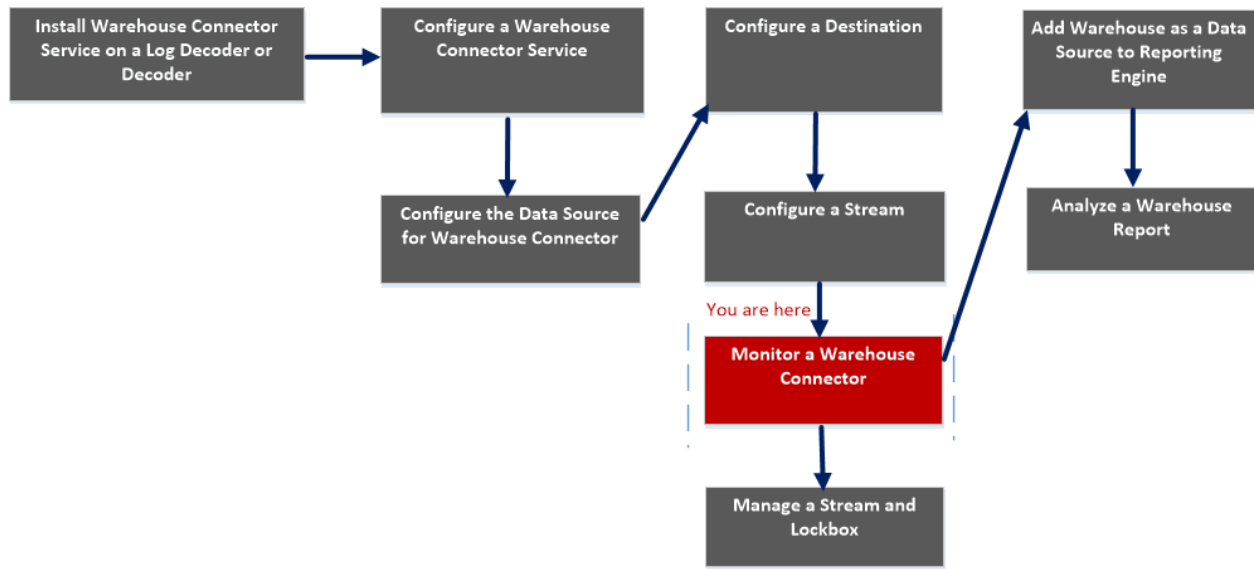 Install Warehouse Connector
Service on a Log Decoder or
Decoder
Configure a Warehouse
Connector Service
Configure the Data Source
for Warehouse Connector
Configure a Destination
Configure a Stream
You are here
Monitor a Warehouse
Connector
Manage a Stream and
Lockbox
Add Warehouse as a Data
Source to Reporting
Engine
Analyze a Warehouse
Report